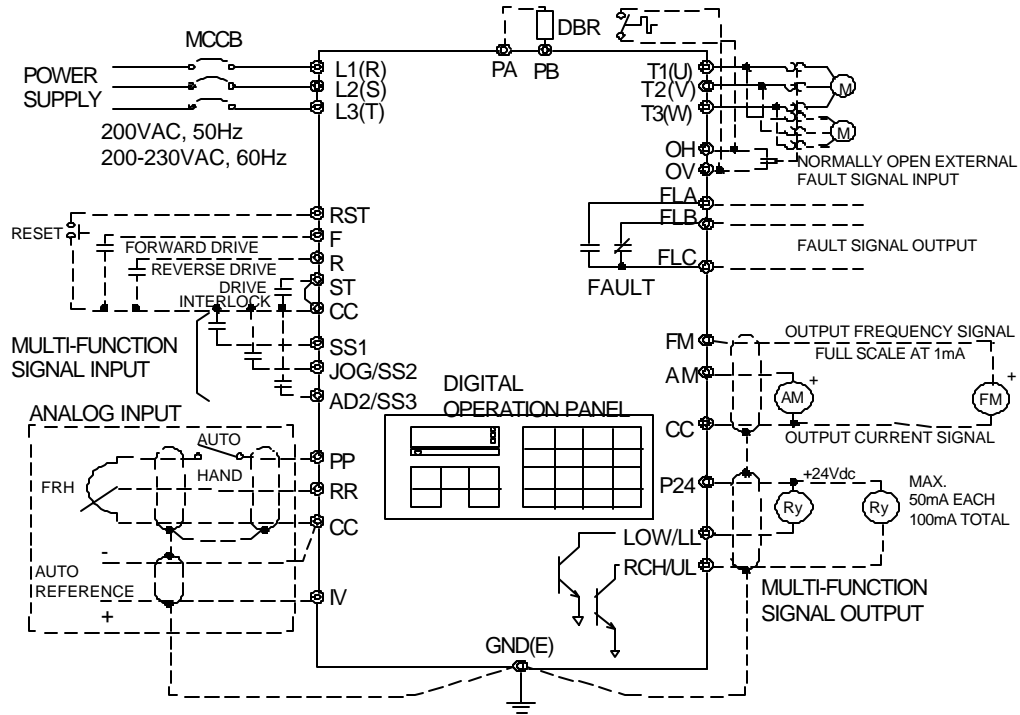 MCCB
POWER
SUPPLY
L1(R)
L2(S)
L3(T)
200VAC, 50Hz
200-230VAC, 60Hz
DBR
PA
PB
T1(U)
T2(V)
T3(W)
M
M
OH
OV
NORMALLY OPEN EXTERNAL
FAULT SIGNAL INPUT
FLA
FLB
FLC
FAULT
FAULT SIGNAL OUTPUT
RST
RESET
F
FORWARD DRIVE
R
REVERSE DRIVE
DRIVE
INTERLOCK
ST
CC
MULTI-FUNCTION
SIGNAL INPUT
SS1
JOG/SS2
AD2/SS3
DIGITAL
OPERATION PANEL
FM
OUTPUT FREQUENCY SIGNAL
FULL SCALE AT 1mA
AM
AM
+
FM
+
CC
OUTPUT CURRENT SIGNAL
ANALOG INPUT
AUTO
HAND
FRH
PP
RR
CC
-
AUTO
REFERENCE
+
IV
P24
+24Vdc
Ry
Ry
MAX.
50mA EACH
100mA TOTAL
LOW/LL
RCH/UL
MULTI-FUNCTION
SIGNAL OUTPUT
GND(E)